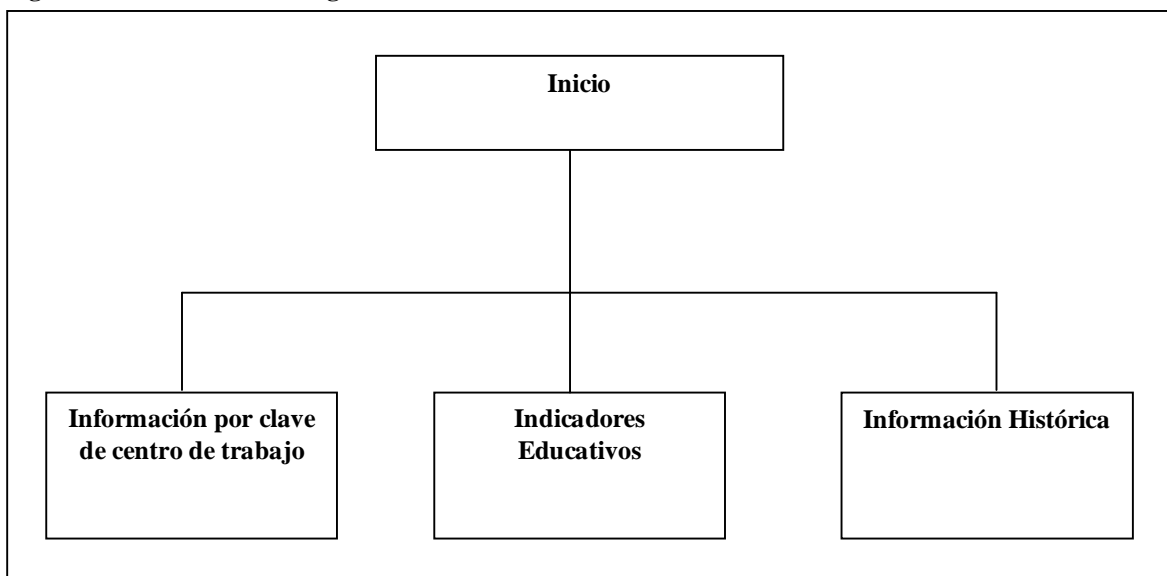 Inicio
Información por clave
de centro de trabajo
Indicadores
Educativos
Información Histórica